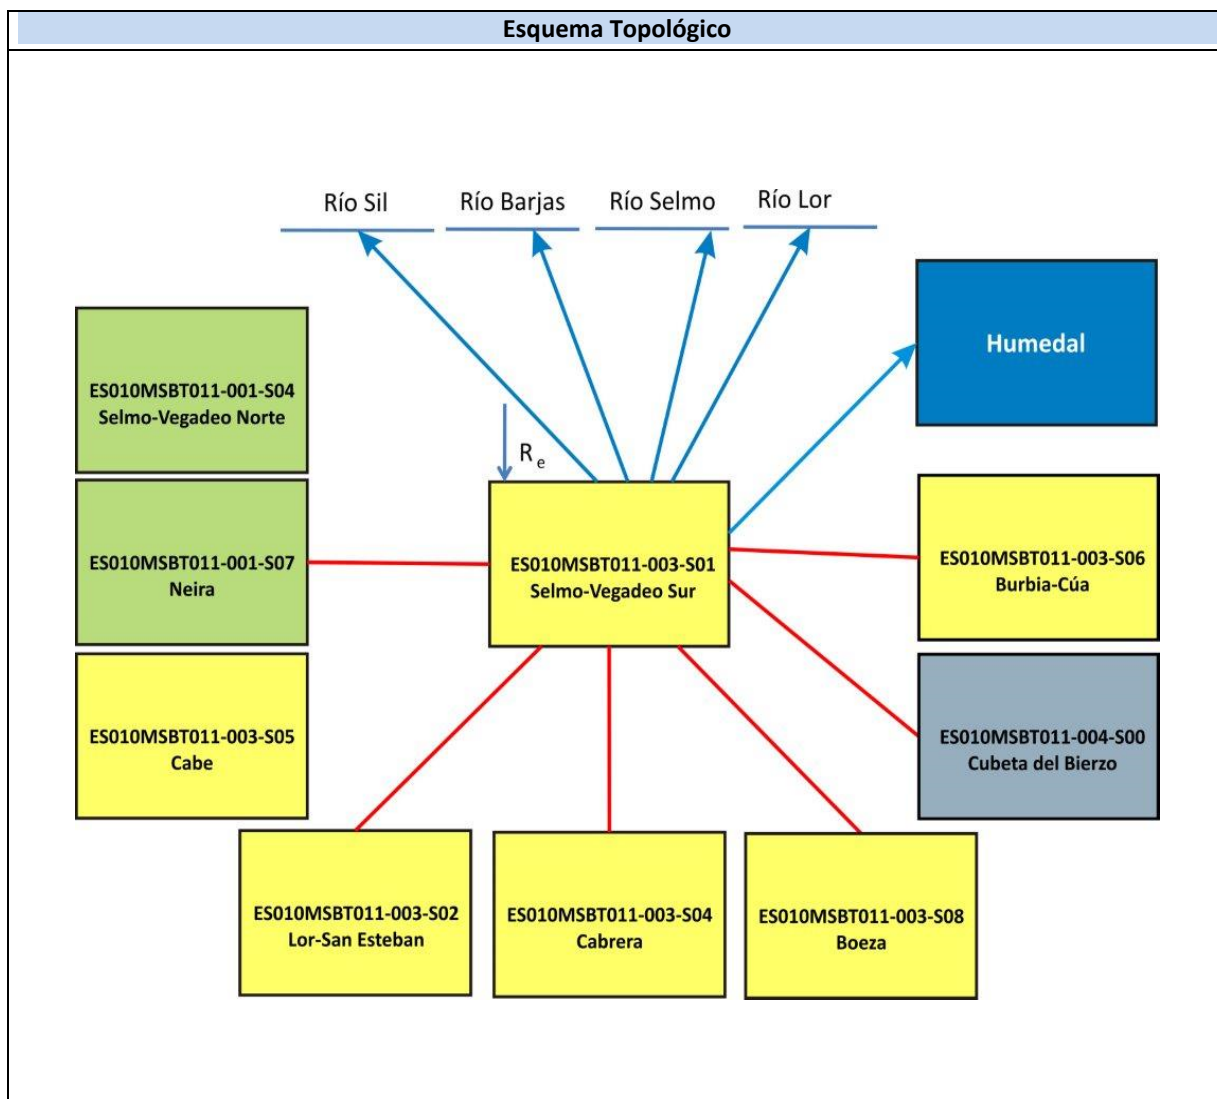 Esquema Topológico
Río Sil
Río Barjas
Río Selmo
Río Lor
Humedal
ES010MSBT011-001-S04
Selmo-Vegadeo Norte
Re
ES010MSBT011-001-S07
Neira
ES010MSBT011-003-S01
Selmo-Vegadeo Sur
ES010MSBT011-003-S06
Burbia-Cúa
ES010MSBT011-003-S05
Cabe
ES010MSBT011-004-S00
Cubeta del Bierzo
ES010MSBT011-003-S02
Lor-San Esteban
ES010MSBT011-003-S04
Cabrera
ES010MSBT011-003-S08
Boeza